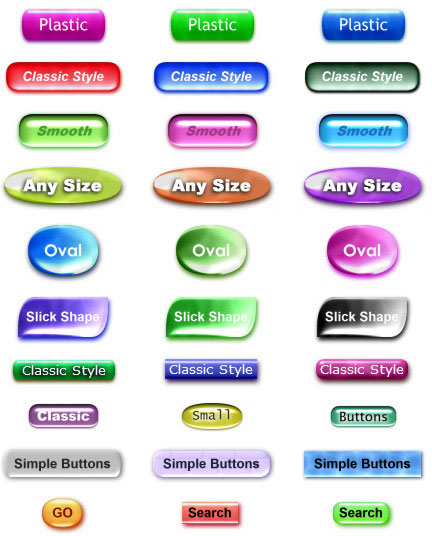 Plastic Plastic Plastic
Classic Style Classic Style Classic Style
Smooth Smooth Smooth
Any Size Any Size Any Size
Oval Oval Oval
Slick Shape Slick Shape Slick Shape
Classic Style Classic Style Classic Style
Classic Small Buttons
Simple Buttons Simple Buttons Simple Buttons
GO Search Search